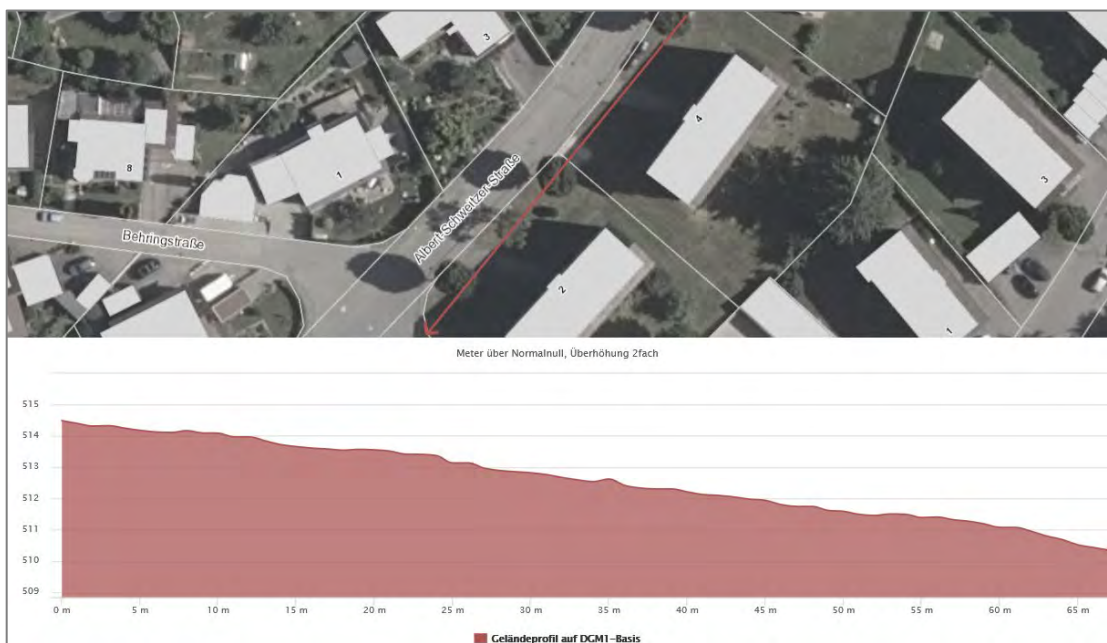 3
4
8
1
3
Albert-Schweitzer-Straße
Behringstraße
2
1
Meter über Normalnull, Überhöhung 2fach
515
514
513
512
511
510
509
0 m 5 m 10 m 15 m 20 m 25 m 30 m 35 m 40 m 45 m 50 m 55 m 60 m 65 m
Geländeprofil auf DGM1-Basis